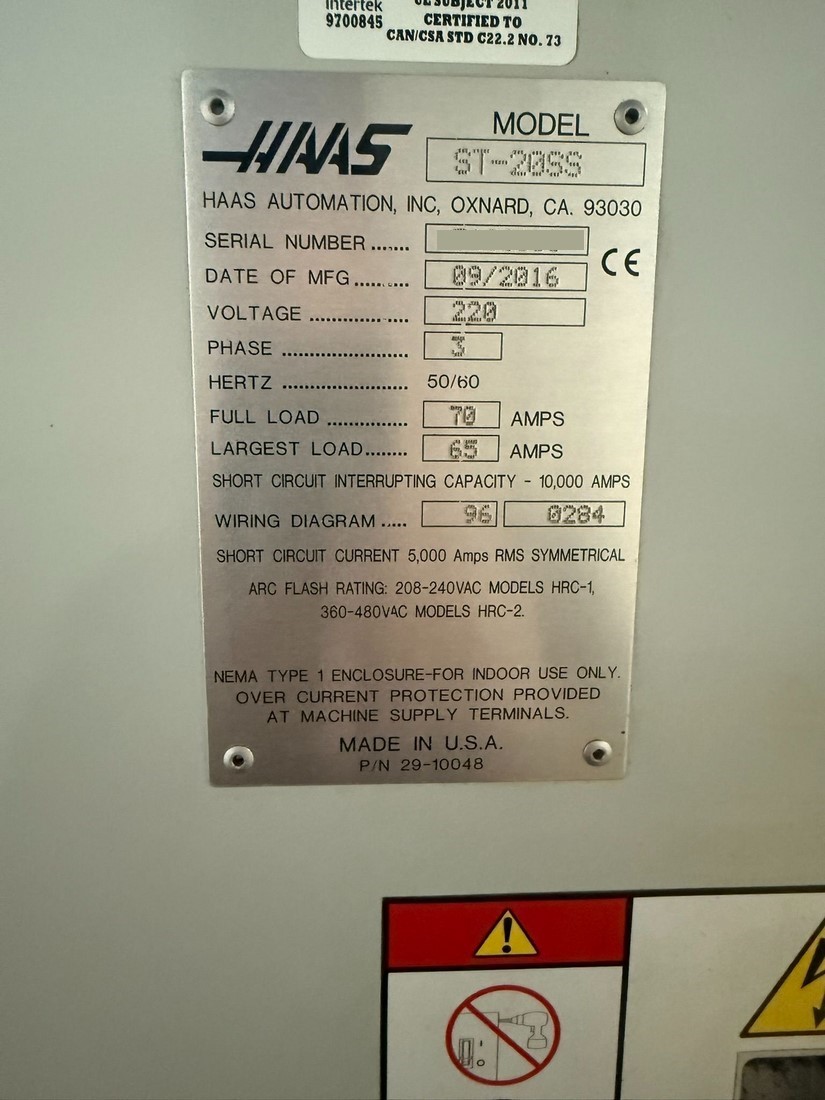 Intertek
9700845
UL SUBJECT 2011
CERTIFIED TO
CAN/CSA STD C22.2 NO. 73
HAAS
MODEL
ST-20SS
HAAS AUTOMATION, INC, OXNARD, CA. 93030
SERIAL NUMBER .......
CE
DATE OF MFG......... 09/2016
VOLTAGE ................. 220
PHASE ...................... 3
HERTZ ...................... 50/60
FULL LOAD .............. 70 AMPS
LARGEST LOAD........ 65 AMPS
SHORT CIRCUIT INTERRUPTING CAPACITY - 10,000 AMPS
WIRING DIAGRAM ..... 96 0284
SHORT CIRCUIT CURRENT 5,000 Amps RMS SYMMETRICAL
ARC FLASH RATING: 208-240VAC MODELS HRC-1,
360-480VAC MODELS HRC-2.
NEMA TYPE 1 ENCLOSURE-FOR INDOOR USE ONLY.
OVER CURRENT PROTECTION PROVIDED
AT MACHINE SUPPLY TERMINALS.
MADE IN U.S.A.
P/N 29-10048